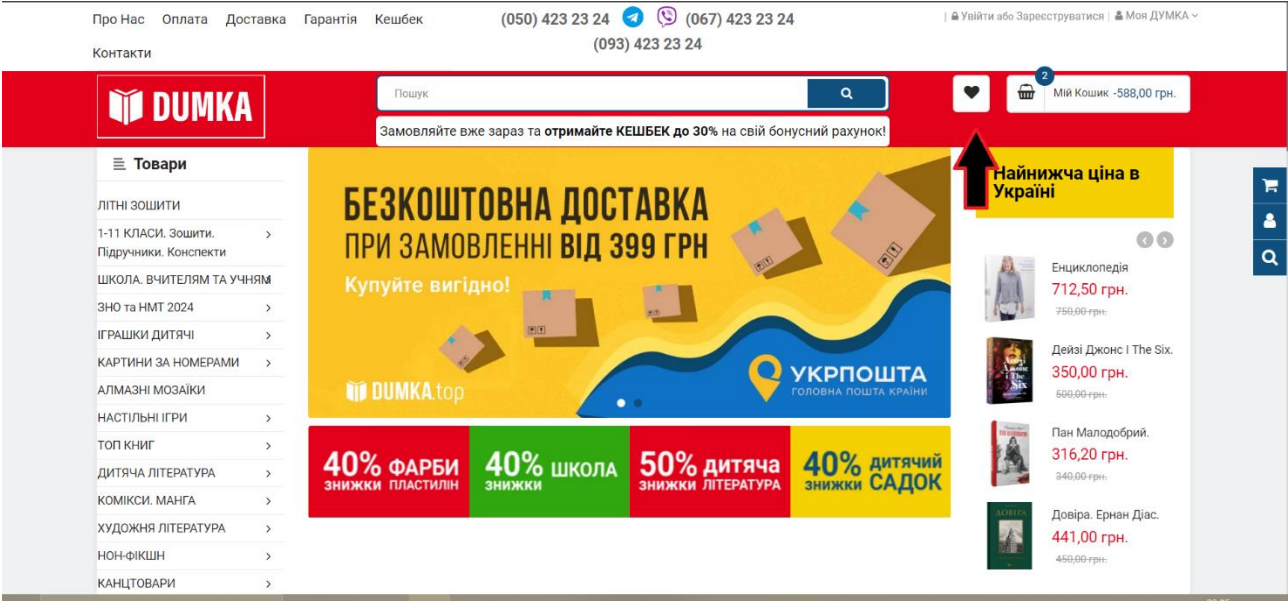 Про Нас Оплата Доставка Гарантія Кешбек
Контакти
(050) 423 23 24 (067) 423 23 24
(093) 423 23 24
| Увійти або Зареєструватися | Моя ДУМКА
DUMKA
Пошук
2
Мій Кошик -588,00 грн.
Замовляйте вже зараз та отримайте КЕШБЕК до 30% на свій бонусний рахунок!
Товари
ЛІТНІ ЗОШИТИ
1-11 КЛАСИ. Зошити.
Підручники. Конспекти
ШКОЛА. ВЧИТЕЛЯМ ТА УЧНЯМ
ЗНО та НМТ 2024
ІГРАШКИ ДИТЯЧІ
КАРТИНИ ЗА НОМЕРАМИ
АЛМАЗНІ МОЗАЇКИ
НАСТІЛЬНІ ІГРИ
ТОП КНИГ
ДИТЯЧА ЛІТЕРАТУРА
КОМІКСИ. МАНГА
ХУДОЖНЯ ЛІТЕРАТУРА
НОН-ФІКШН
КАНЦТОВАРИ
БЕЗКОШТОВНА ДОСТАВКА
ПРИ ЗАМОВЛЕННІ ВІД 399 ГРН
Купуйте вигідно!
DUMKA.top
УКРПОШТА
ГОЛОВНА ПОШТА КРАЇНИ
40% ФАРБИ
ЗНИЖКИ ПЛАСТИЛІН
40% ШКОЛА
ЗНИЖКИ
50% дитяча
ЗНИЖКИ ЛІТЕРАТУРА
40% дитячий
ЗНИЖКИ САДОК
Найнижча ціна в
Україні
Енциклопедія
712,50 грн.
750,00 грн.
Дейзі Джонс і The Six.
350,00 грн.
500,00 грн.
Пан Малодобрий.
316,20 грн.
340,00 грн.
ДОВІРА
Довіра. Ернан Діас.
441,00 грн.
450,00 грн.